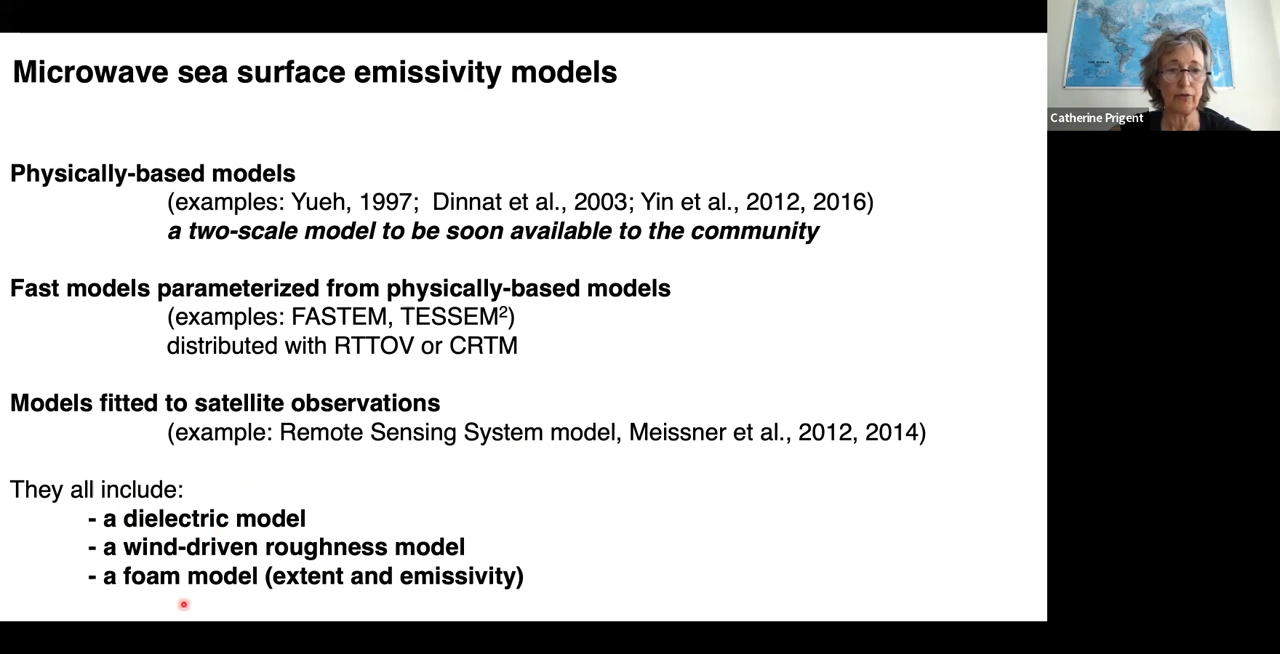 Microwave sea surface emissivity models
Physically-based models
(examples: Yueh, 1997; Dinnat et al., 2003; Yin et al., 2012, 2016)
a two-scale model to be soon available to the community
Fast models parameterized from physically-based models
(examples: FASTEM, TESSEM²)
distributed with RTTOV or CRTM
Models fitted to satellite observations
(example: Remote Sensing System model, Meissner et al., 2012, 2014)
They all include:
- a dielectric model
- a wind-driven roughness model
- a foam model (extent and emissivity)
Catherine Prigent